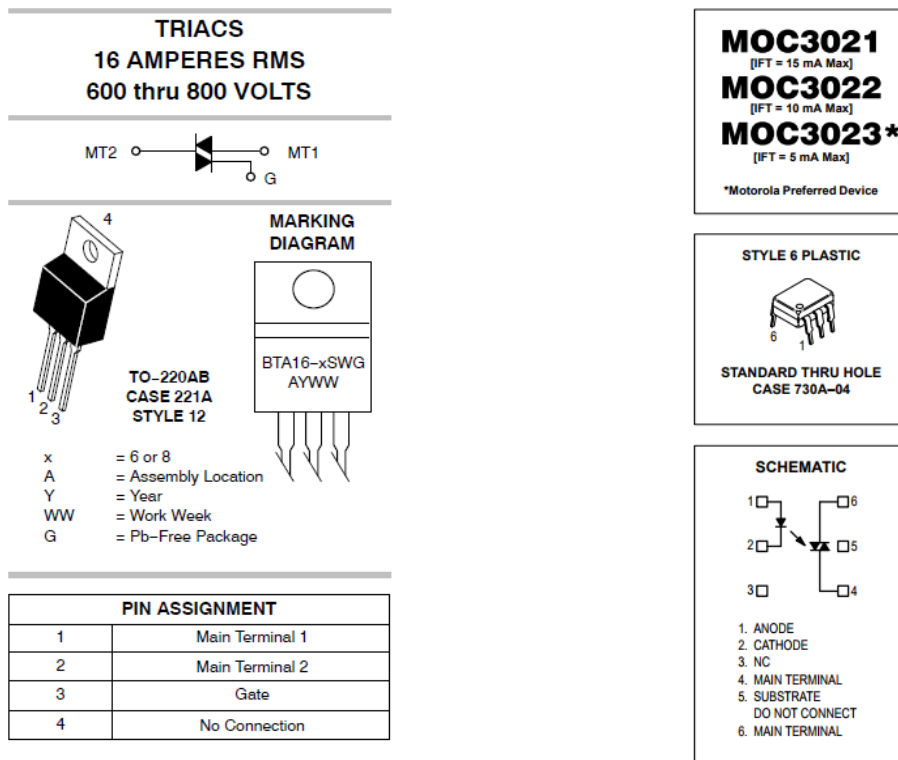 TRIACS
16 AMPERES RMS
600 thru 800 VOLTS
MT2
MT1
G
4
1
2
3
TO−220AB
CASE 221A
STYLE 12
MARKING
DIAGRAM
BTA16−xSWG
AYWW
x = 6 or 8
A = Assembly Location
Y = Year
WW = Work Week
G = Pb−Free Package
PIN ASSIGNMENT
1 Main Terminal 1
2 Main Terminal 2
3 Gate
4 No Connection
MOC3021
[IFT = 15 mA Max]
MOC3022
[IFT = 10 mA Max]
MOC3023*
[IFT = 5 mA Max]
*Motorola Preferred Device
STYLE 6 PLASTIC
6
1
STANDARD THRU HOLE
CASE 730A–04
SCHEMATIC
1 6
2 5
3 4
1. ANODE
2. CATHODE
3. NC
4. MAIN TERMINAL
5. SUBSTRATE
DO NOT CONNECT
6. MAIN TERMINAL